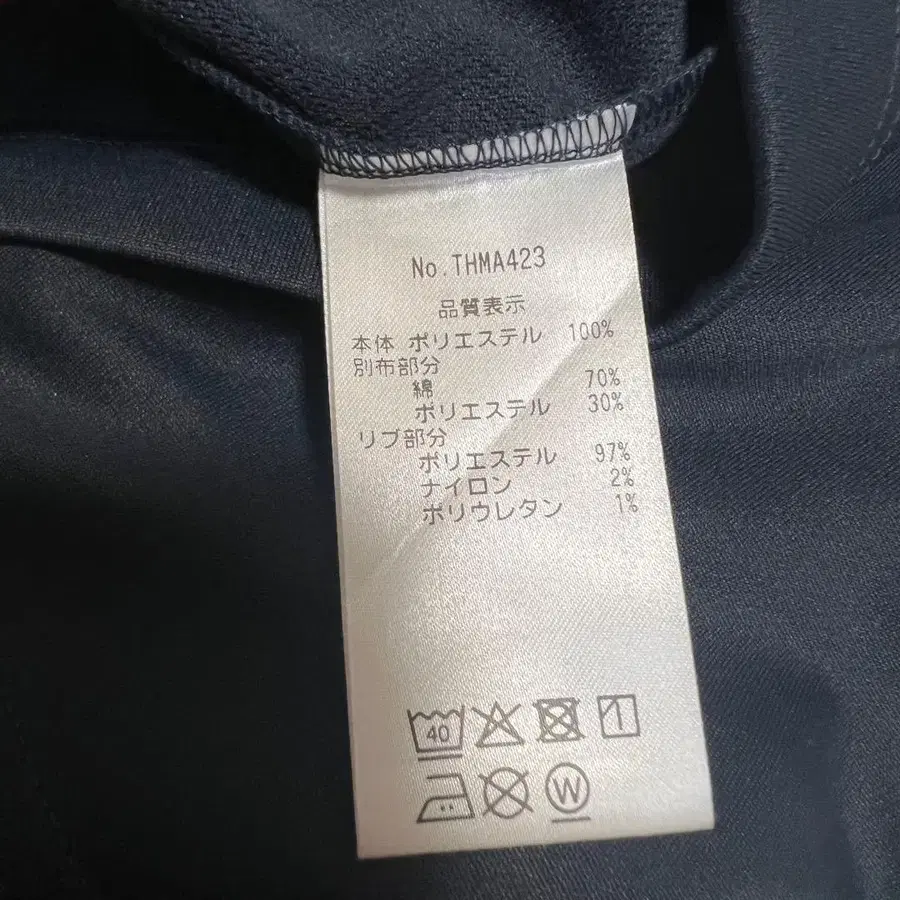 No.THMA423
品質表示
本体 ポリエステル 100%
別布部分
綿 70%
ポリエステル 30%
リブ部分
ポリエステル 97%
ナイロン 2%
ポリウレタン 1%
40
W